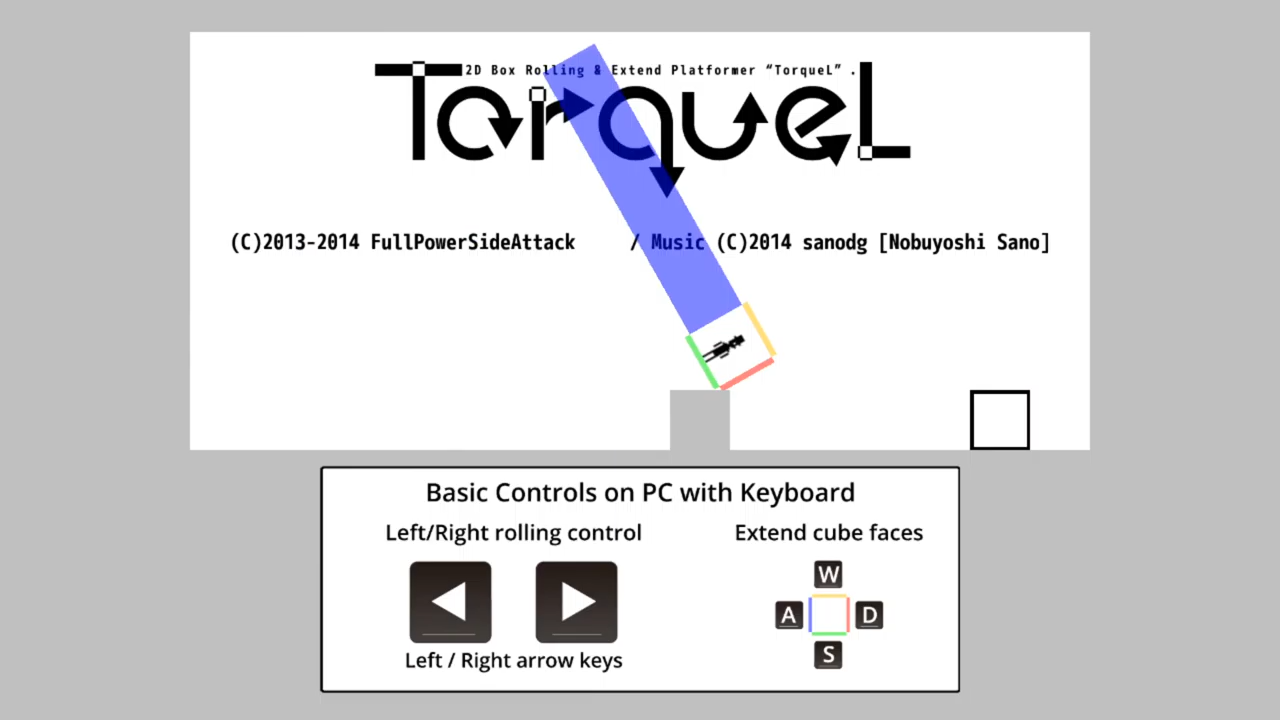 2D Box Rolling & Extend Platformer “TorqueL” .
TorqueL
(C)2013-2014 FullPowerSideAttack / Music (C)2014 sanodg [Nobuyoshi Sano]
Basic Controls on PC with Keyboard
Left/Right rolling control
Extend cube faces
W
A D
S
Left / Right arrow keys